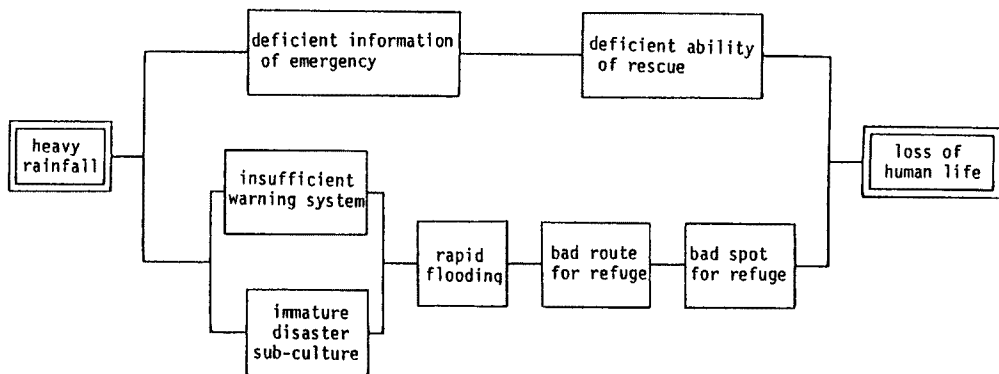 deficient information
of emergency
deficient ability
of rescue
heavy
rainfall
loss of
human life
insufficient
warning system
rapid
flooding
bad route
for refuge
bad spot
for refuge
immature
disaster
sub-culture